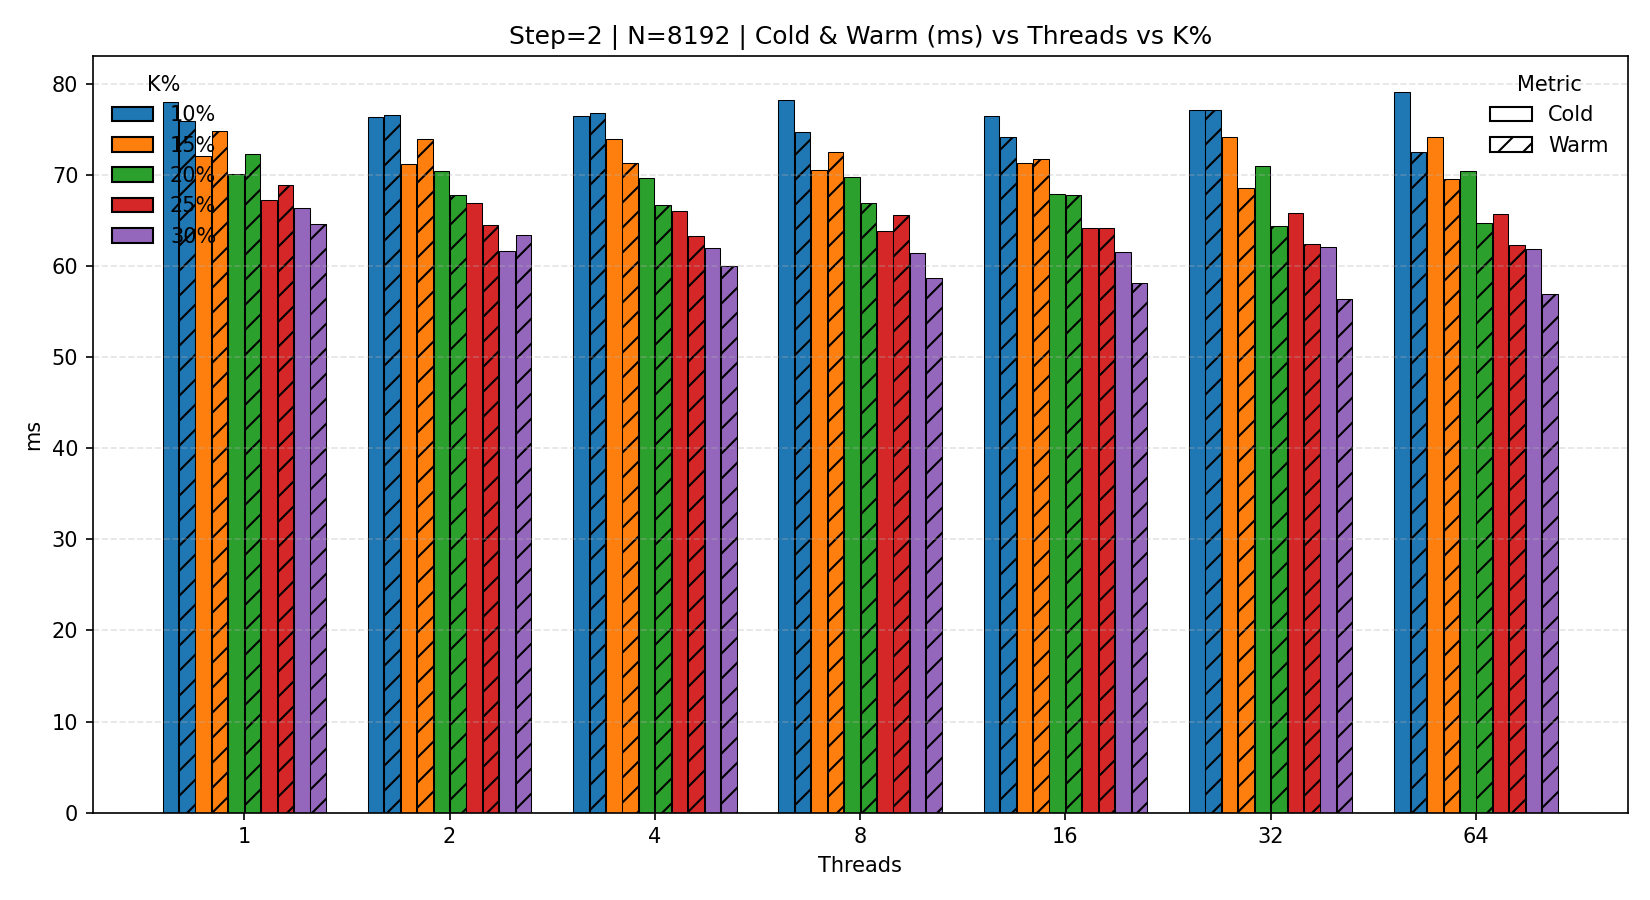 Step=2 | N=8192 | Cold & Warm (ms) vs Threads vs K%
K%
10%
15%
20%
25%
30%
Metric
Cold
Warm
80
70
60
50
40
30
20
10
0
ms
1 2 4 8 16 32 64
Threads